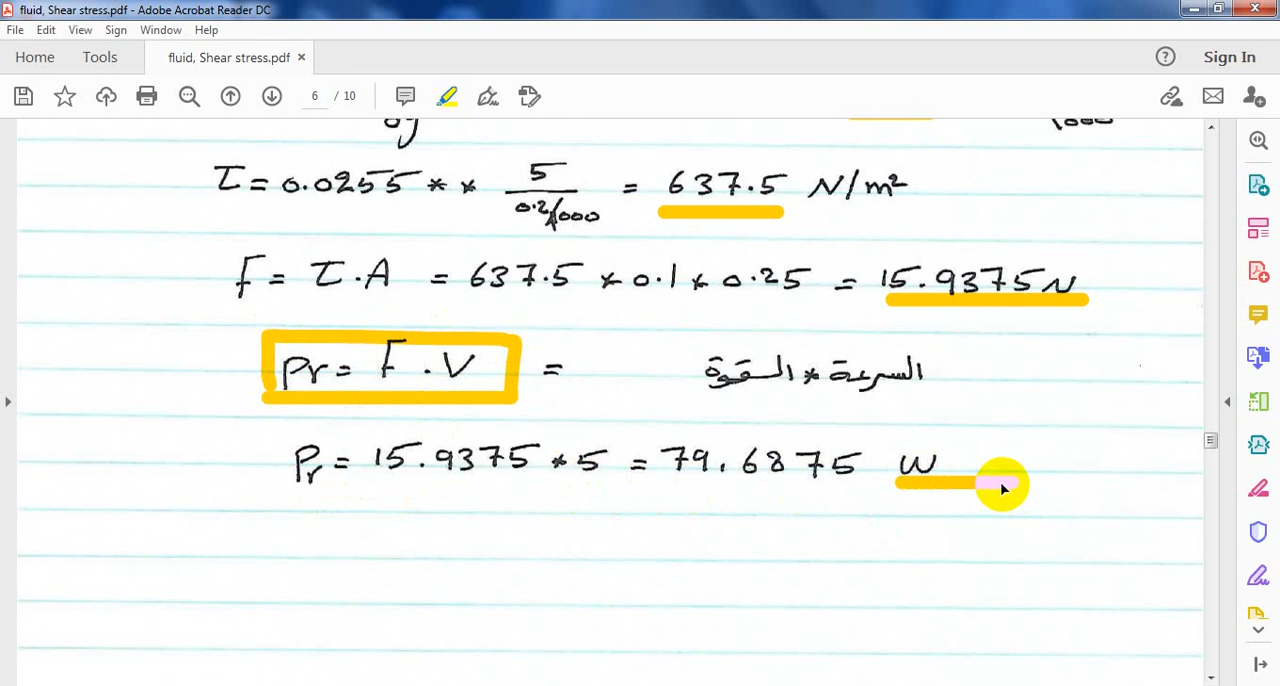 fluid, Shear stress.pdf - Adobe Acrobat Reader DC
File Edit View Sign Window Help
Home Tools fluid, Shear stress.pdf × ? Sign In
6 / 10
τ = 0.0255 * * 5 / 0.2/1000 = 637.5 N/m²
F = τ . A = 637.5 * 0.1 * 0.25 = 15.9375 N
Pr = F . V = السرعة * القوة
Pr = 15.9375 * 5 = 79.6875 W